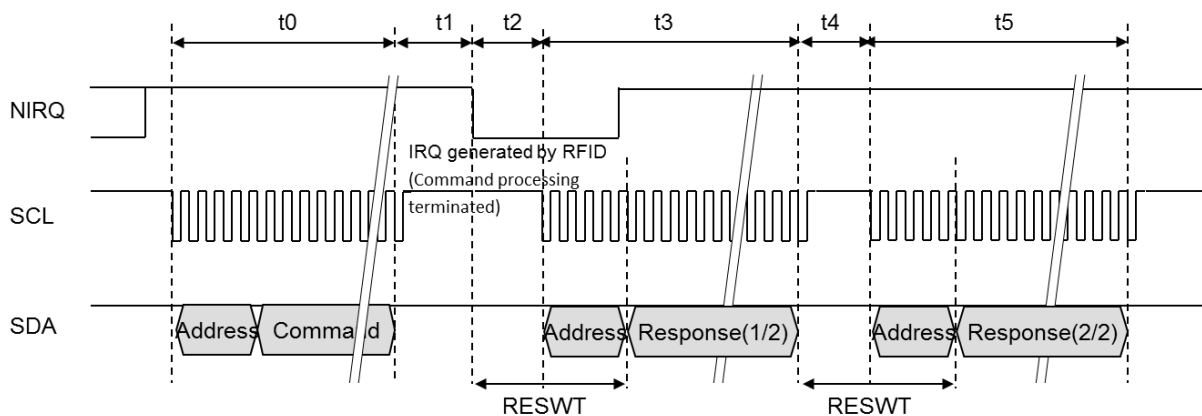 t0 t1 t2 t3 t4 t5
NIRQ
IRQ generated by RFID
(Command processing
terminated)
SCL
SDA
Address Command Address Response(1/2) Address Response(2/2)
RESWT RESWT